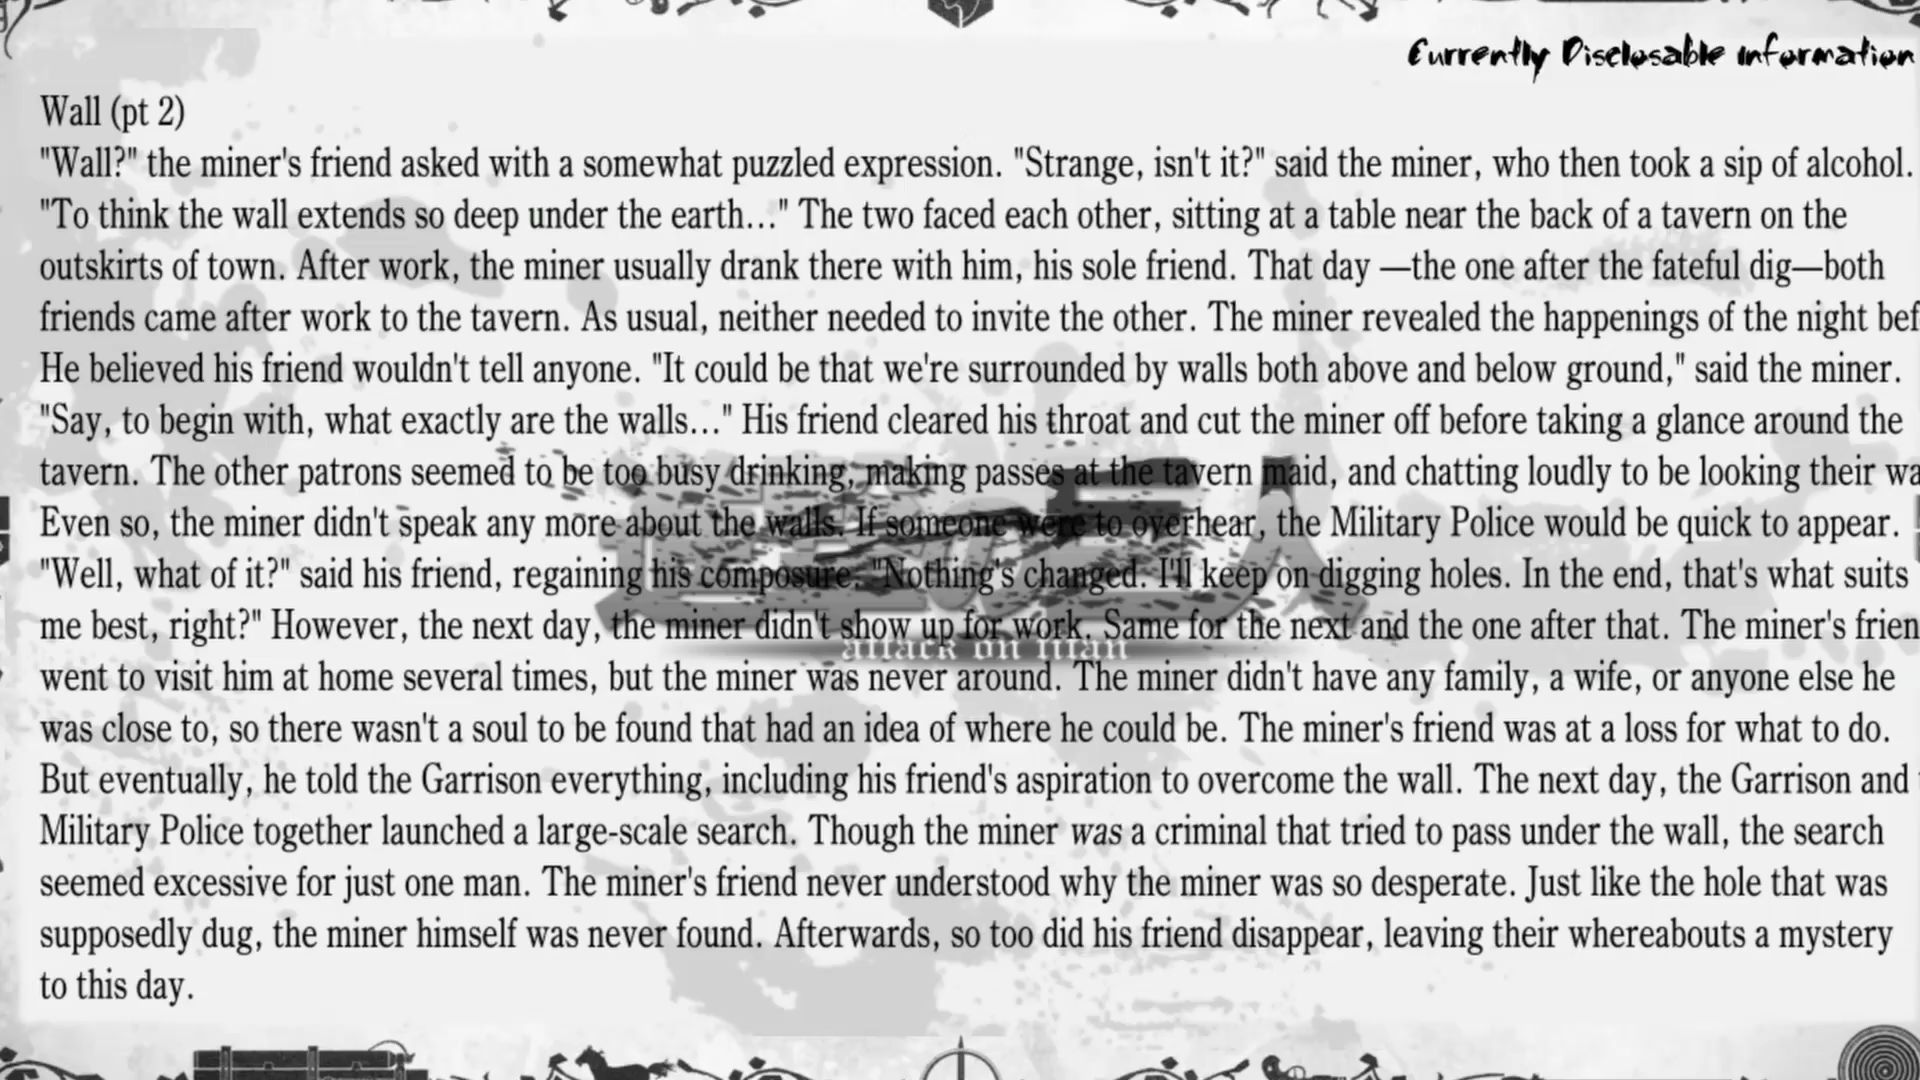 Currently Disclosable Information
Wall (pt 2)
"Wall?" the miner's friend asked with a somewhat puzzled expression. "Strange, isn't it?" said the miner, who then took a sip of alcohol.
"To think the wall extends so deep under the earth…" The two faced each other, sitting at a table near the back of a tavern on the
outskirts of town. After work, the miner usually drank there with him, his sole friend. That day —the one after the fateful dig—both
friends came after work to the tavern. As usual, neither needed to invite the other. The miner revealed the happenings of the night bef
He believed his friend wouldn't tell anyone. "It could be that we're surrounded by walls both above and below ground," said the miner.
"Say, to begin with, what exactly are the walls…" His friend cleared his throat and cut the miner off before taking a glance around the
tavern. The other patrons seemed to be too busy drinking, making passes at the tavern maid, and chatting loudly to be looking their wa
Even so, the miner didn't speak any more about the walls. If someone were to overhear, the Military Police would be quick to appear.
"Well, what of it?" said his friend, regaining his composure. "Nothing's changed. I'll keep on digging holes. In the end, that's what suits
me best, right?" However, the next day, the miner didn't show up for work. Same for the next and the one after that. The miner's frien
進撃の巨人
attack on titan
went to visit him at home several times, but the miner was never around. The miner didn't have any family, a wife, or anyone else he
was close to, so there wasn't a soul to be found that had an idea of where he could be. The miner's friend was at a loss for what to do.
But eventually, he told the Garrison everything, including his friend's aspiration to overcome the wall. The next day, the Garrison and
Military Police together launched a large-scale search. Though the miner was a criminal that tried to pass under the wall, the search
seemed excessive for just one man. The miner's friend never understood why the miner was so desperate. Just like the hole that was
supposedly dug, the miner himself was never found. Afterwards, so too did his friend disappear, leaving their whereabouts a mystery
to this day.